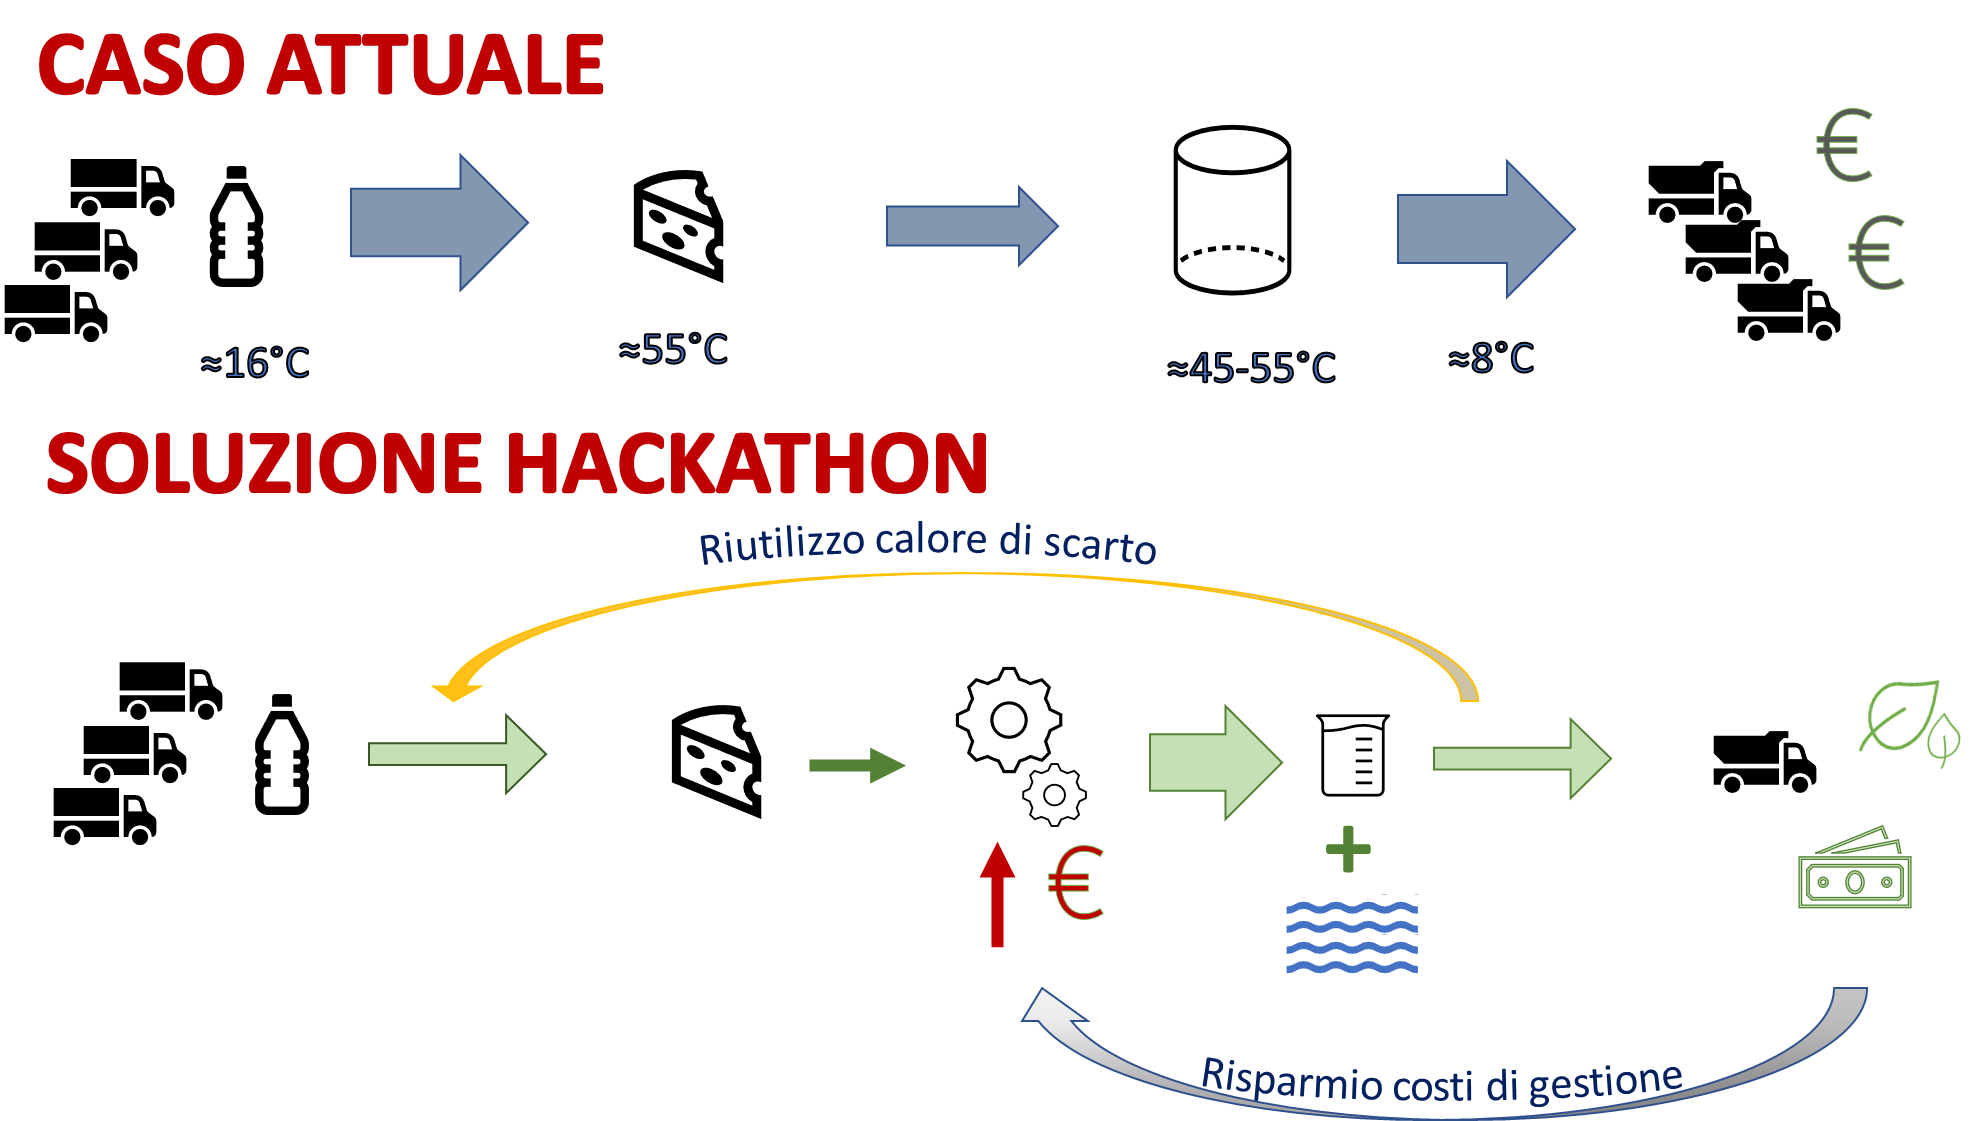 CASO ATTUALE
€
€
≈16°C
≈55°C
≈45-55°C
≈8°C
SOLUZIONE HACKATHON
Riutilizzo calore di scarto
€
Risparmio costi di gestione